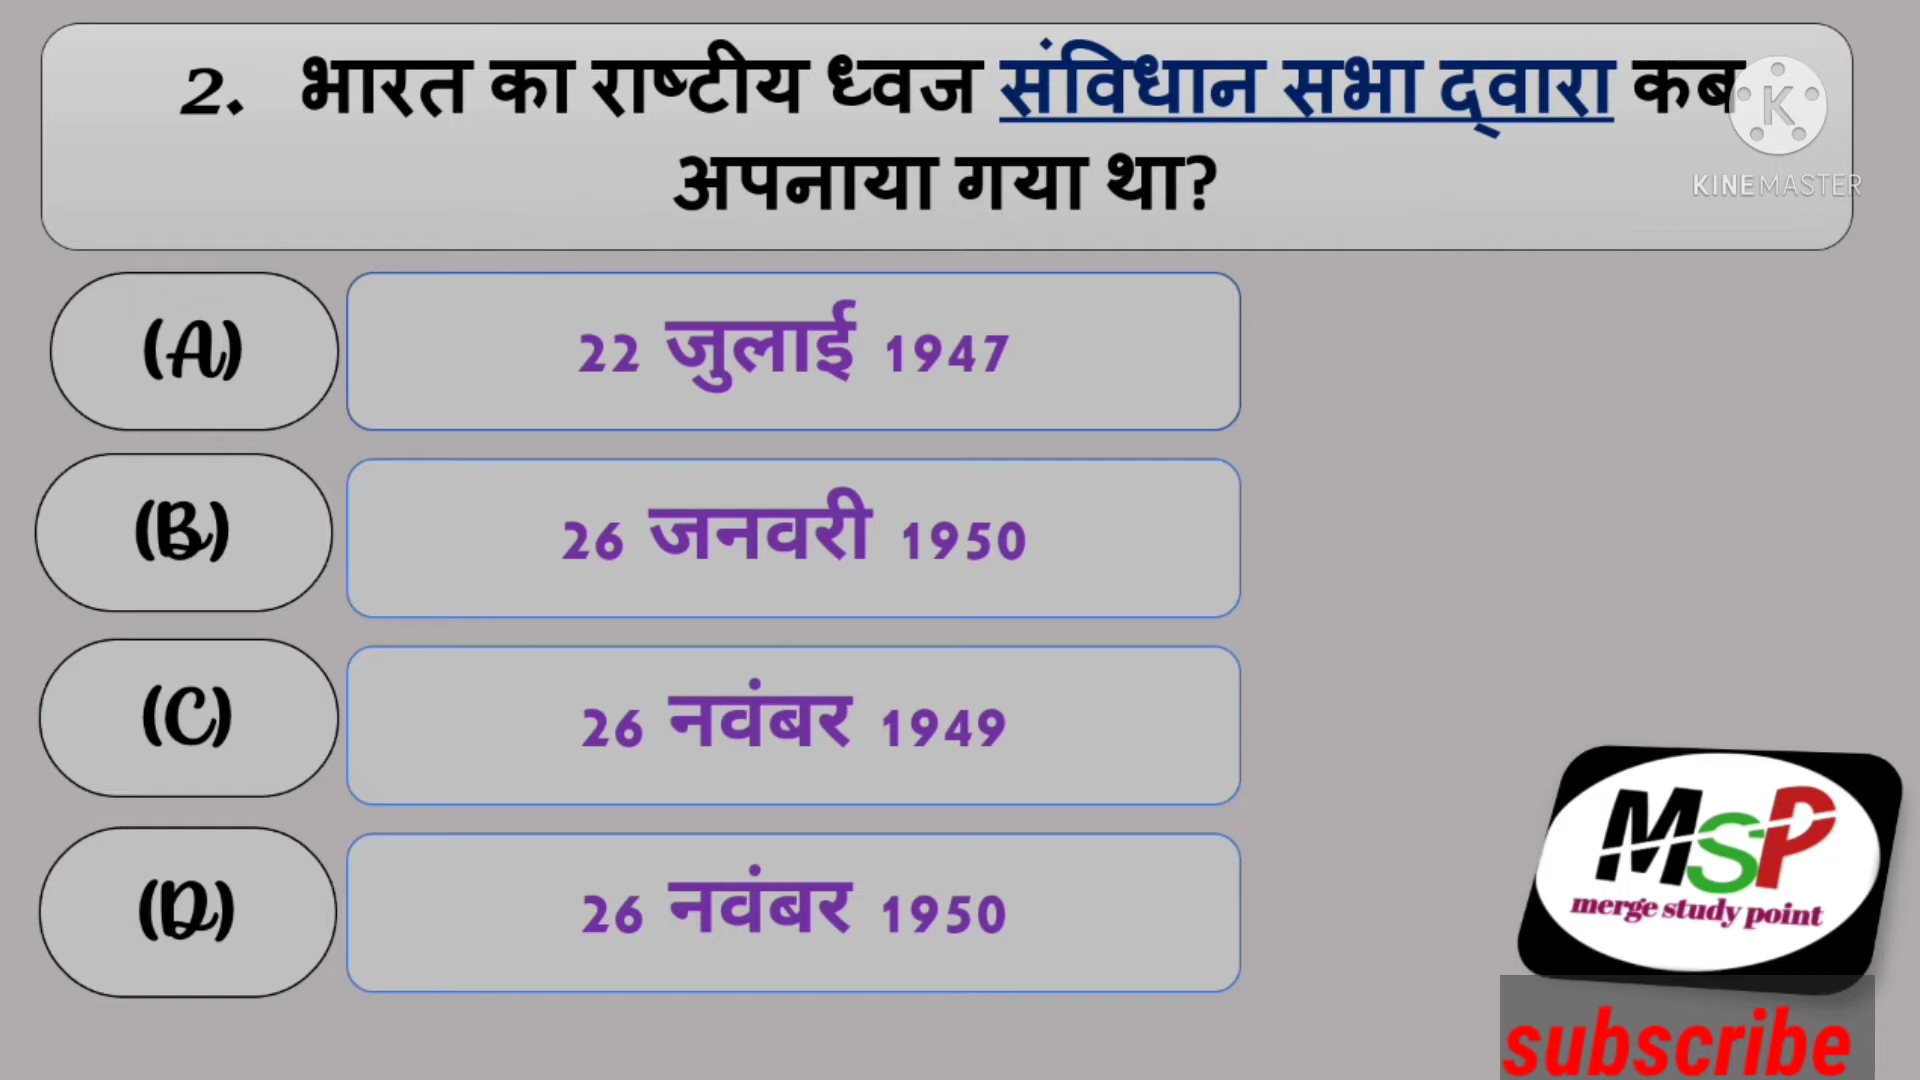 2. भारत का राष्टीय ध्वज संविधान सभा द्वारा कब
अपनाया गया था?
KINEMASTER
(A) 22 जुलाई 1947
(B) 26 जनवरी 1950
(C) 26 नवंबर 1949
(D) 26 नवंबर 1950
MSP
merge study point
subscribe